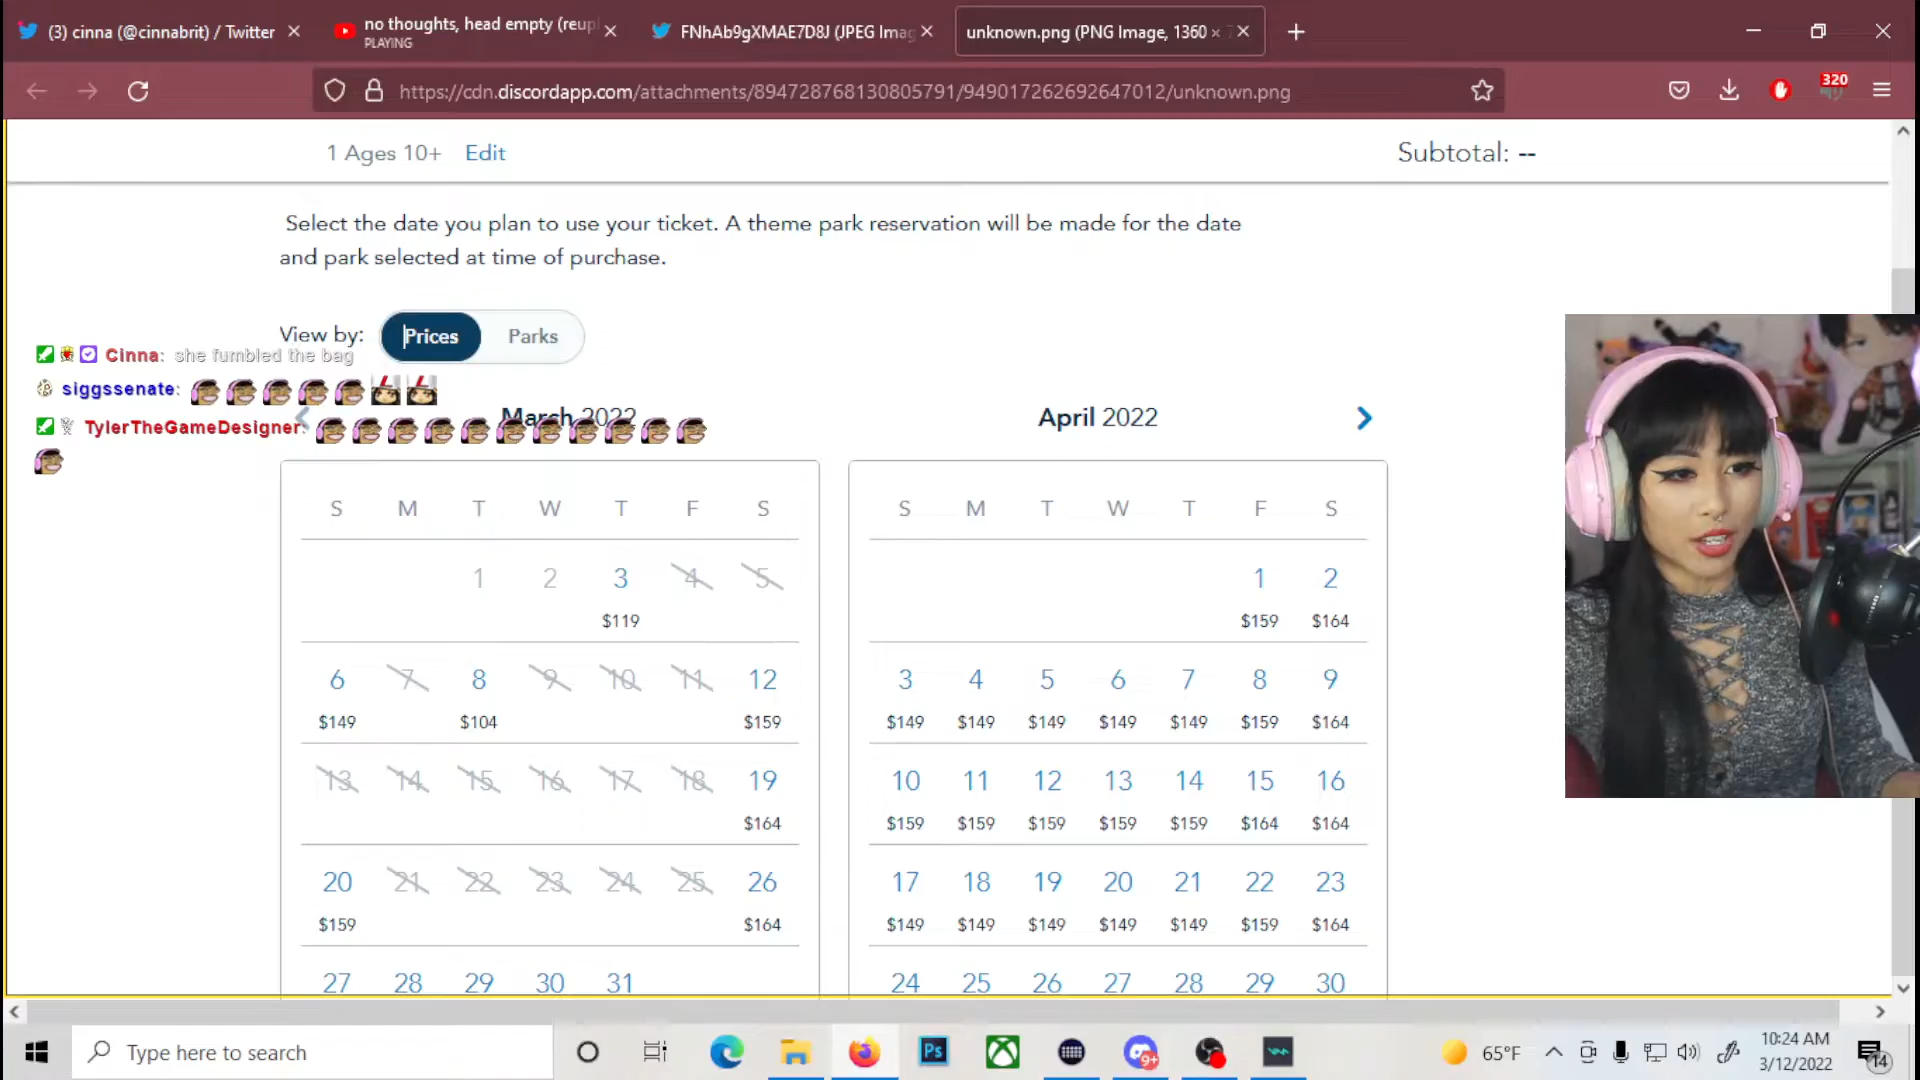 (3) cinna (@cinnabrit) / Twitter
no thoughts, head empty (reupl
PLAYING
FNhAb9gXMAE7D8J (JPEG Imag
unknown.png (PNG Image, 1360 × 7
https://cdn.discordapp.com/attachments/894728768130805791/949017262692647012/unknown.png
320
1 Ages 10+ Edit
Subtotal: --
Select the date you plan to use your ticket. A theme park reservation will be made for the date
and park selected at time of purchase.
View by: Prices Parks
Cinna: she fumbled the bag
siggssenate:
TylerTheGameDesigner:
March 2022
April 2022
S M T W T F S
1 2 3 4 5
$119
6 7 8 9 10 11 12
$149 $104 $159
13 14 15 16 17 18 19
$164
20 21 22 23 24 25 26
$159 $164
27 28 29 30 31
S M T W T F S
1 2
$159 $164
3 4 5 6 7 8 9
$149 $149 $149 $149 $149 $159 $164
10 11 12 13 14 15 16
$159 $159 $159 $159 $159 $164 $164
17 18 19 20 21 22 23
$149 $149 $149 $149 $149 $159 $164
24 25 26 27 28 29 30
Type here to search
Ps
9+
65°F
10:24 AM
3/12/2022
14